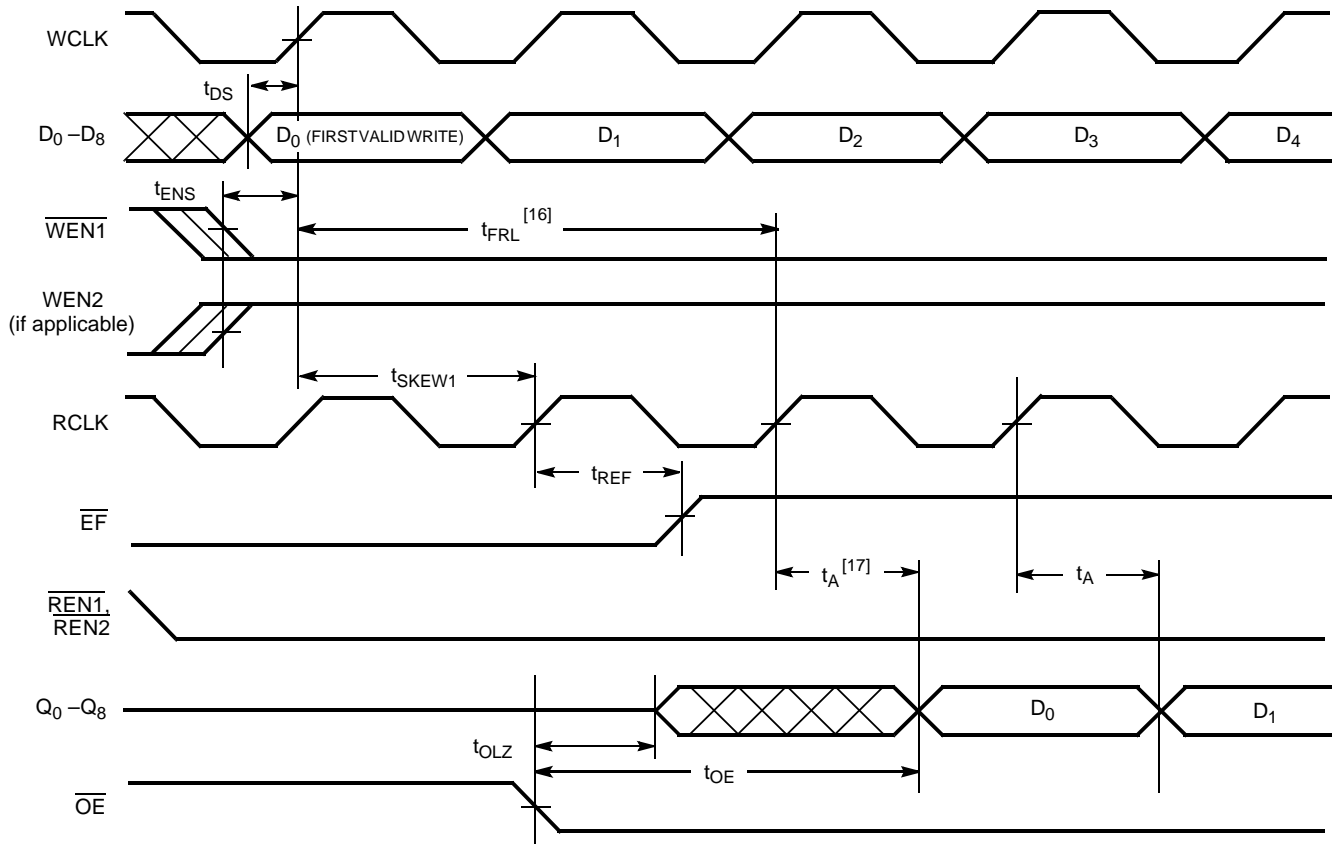 WCLK
tDS
D0 –D8
D0 (FIRST VALID WRITE)
D1
D2
D3
D4
tENS
WEN1
tFRL [16]
WEN2
(if applicable)
tSKEW1
RCLK
tREF
EF
tA [17]
tA
REN1,
REN2
Q0 –Q8
D0
D1
tOLZ
tOE
OE